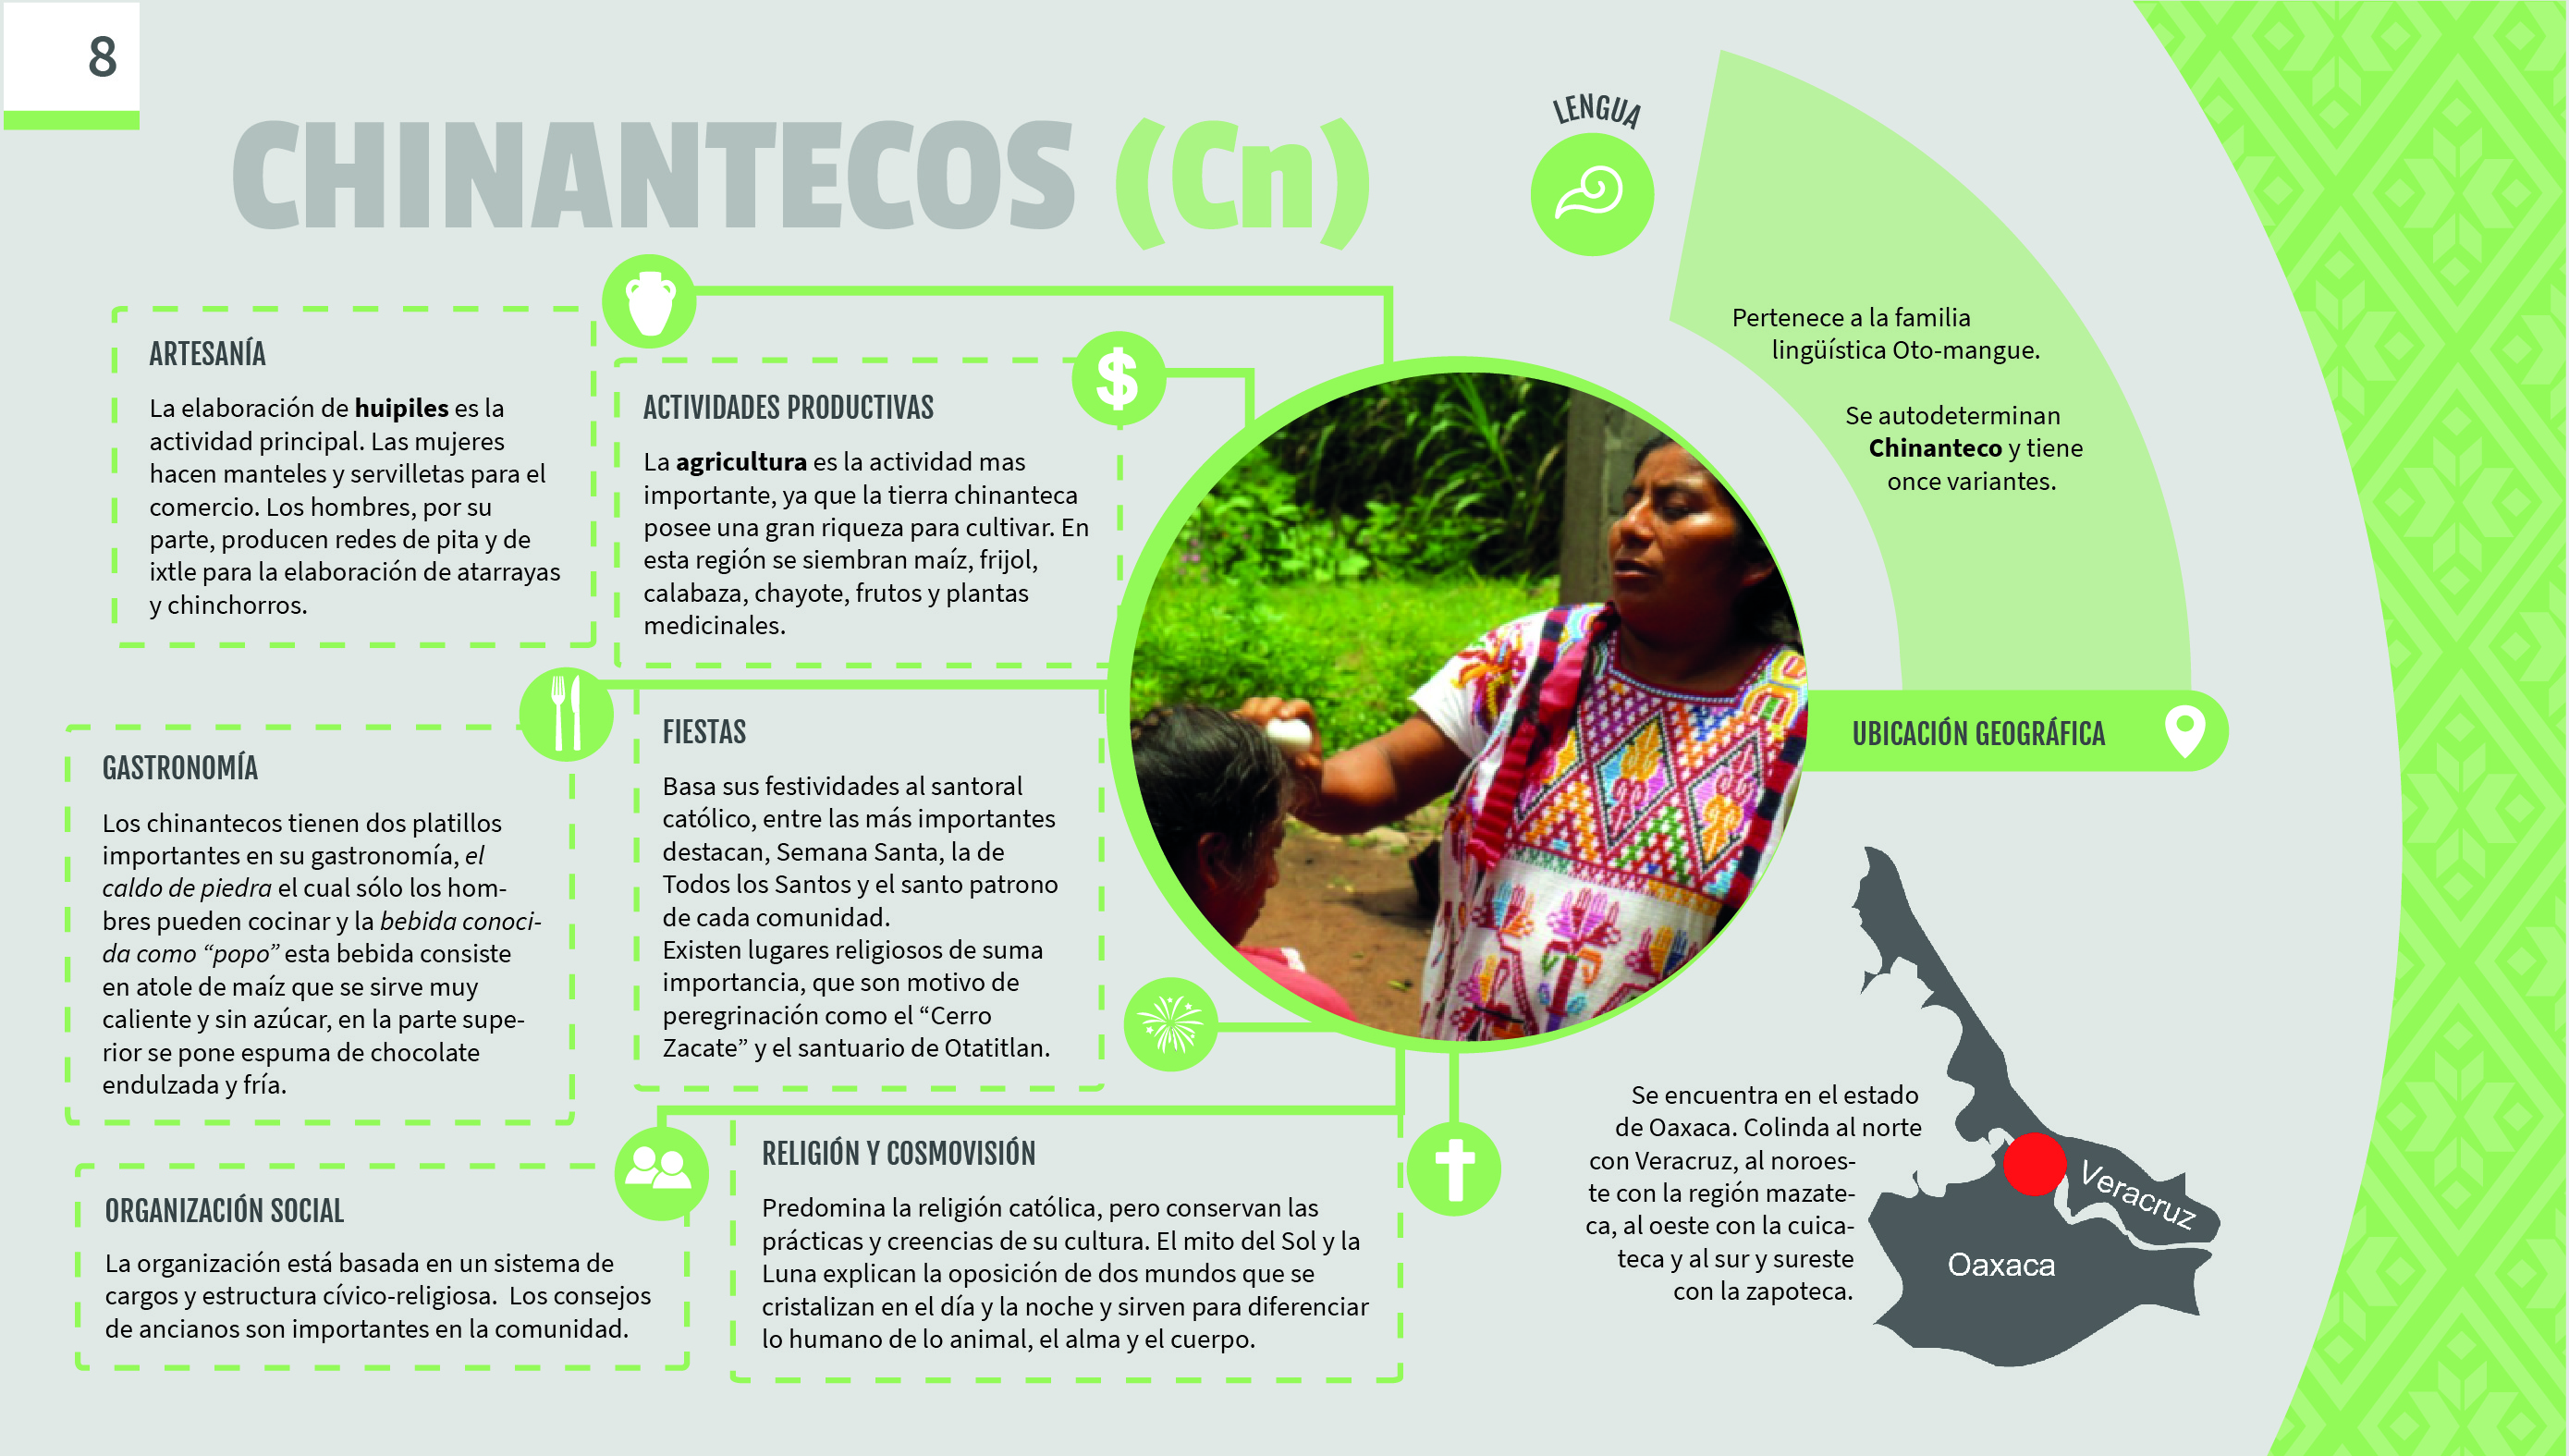 8
CHINANTECOS (Cn)
ARTESANÍA
La elaboración de huipiles es la
actividad principal. Las mujeres
hacen manteles y servilletas para el
comercio. Los hombres, por su
parte, producen redes de pita y de
ixtle para la elaboración de atarrayas
y chinchorros.
ACTIVIDADES PRODUCTIVAS
La agricultura es la actividad mas
importante, ya que la tierra chinanteca
posee una gran riqueza para cultivar. En
esta región se siembran maíz, frijol,
calabaza, chayote, frutos y plantas
medicinales.
GASTRONOMÍA
Los chinantecos tienen dos platillos
importantes en su gastronomía, el
caldo de piedra el cual sólo los hom-
bres pueden cocinar y la bebida conoci-
da como “popo” esta bebida consiste
en atole de maíz que se sirve muy
caliente y sin azúcar, en la parte supe-
rior se pone espuma de chocolate
endulzada y fría.
FIESTAS
Basa sus festividades al santoral
católico, entre las más importantes
destacan, Semana Santa, la de
Todos los Santos y el santo patrono
de cada comunidad.
Existen lugares religiosos de suma
importancia, que son motivo de
peregrinación como el “Cerro
Zacate” y el santuario de Otatitlan.
ORGANIZACIÓN SOCIAL
La organización está basada en un sistema de
cargos y estructura cívico-religiosa.  Los consejos
de ancianos son importantes en la comunidad.
RELIGIÓN Y COSMOVISIÓN
Predomina la religión católica, pero conservan las
prácticas y creencias de su cultura. El mito del Sol y la
Luna explican la oposición de dos mundos que se
cristalizan en el día y la noche y sirven para diferenciar
lo humano de lo animal, el alma y el cuerpo.
LENGUA
Pertenece a la familia
lingüística Oto-mangue.
Se autodeterminan
Chinanteco y tiene
once variantes.
UBICACIÓN GEOGRÁFICA
Se encuentra en el estado
de Oaxaca. Colinda al norte
con Veracruz, al noroes-
te con la región mazate-
ca, al oeste con la cuica-
teca y al sur y sureste
con la zapoteca.
Veracruz
Oaxaca
$